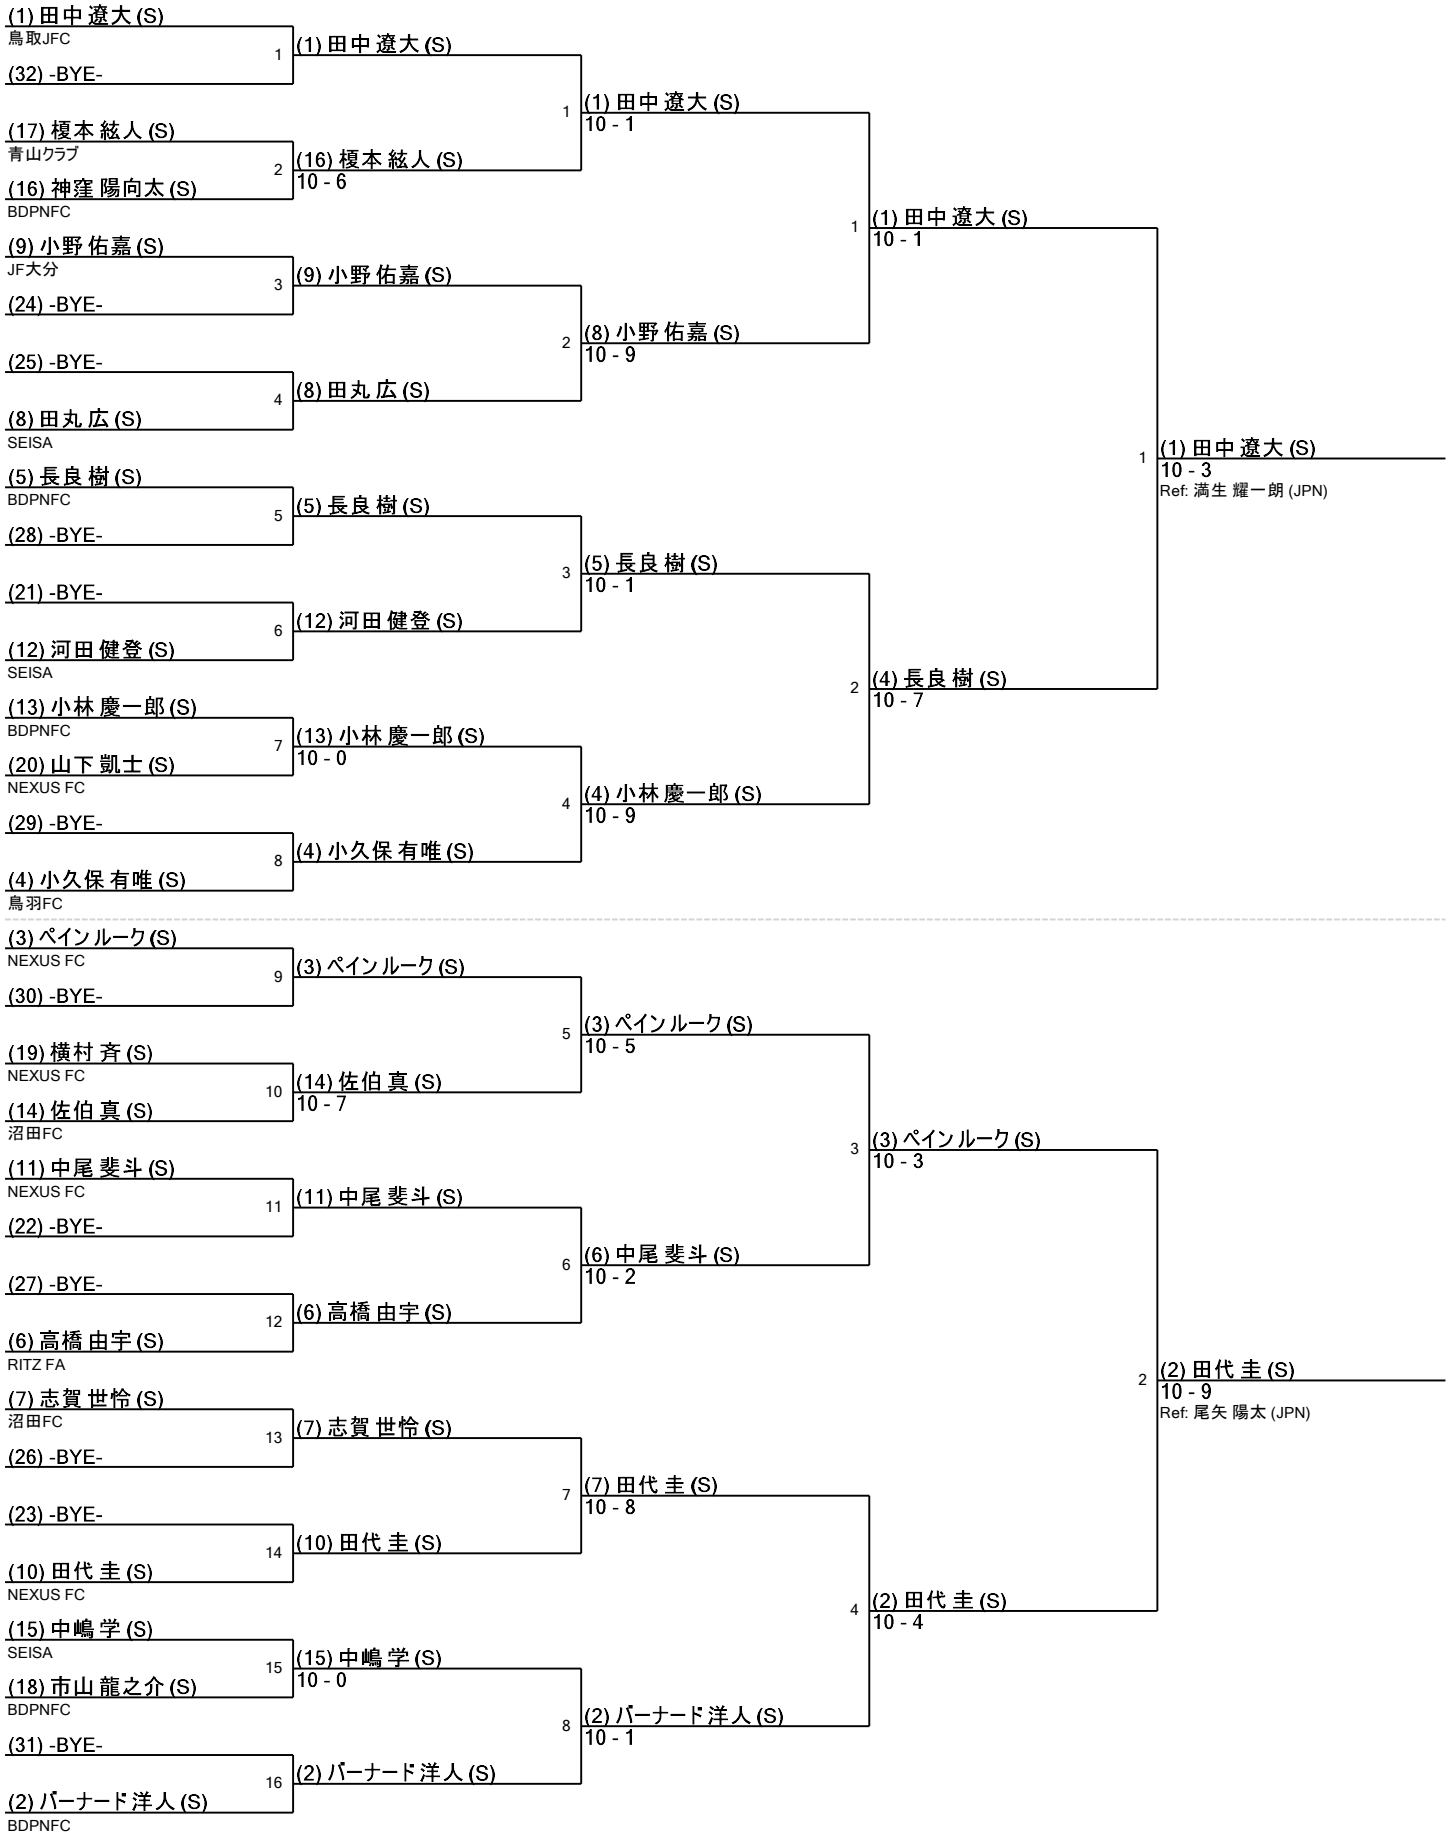 (1) 田中 遼大 (S)
鳥取JFC
(32) -BYE-
1
(17) 榎本 絃人 (S)
青山クラブ
(16) 神窪 陽向太 (S)
BDPNFC
2
(9) 小野 佑嘉 (S)
JF大分
(24) -BYE-
3
(25) -BYE-
(8) 田丸 広 (S)
SEISA
4
(5) 長良 樹 (S)
BDPNFC
(28) -BYE-
5
(21) -BYE-
(12) 河田 健登 (S)
SEISA
6
(13) 小林 慶一郎 (S)
BDPNFC
(20) 山下 凱士 (S)
NEXUS FC
7
(29) -BYE-
(4) 小久保 有唯 (S)
鳥羽FC
8
(3) ペイン ルーク (S)
NEXUS FC
(30) -BYE-
9
(19) 横村 斉 (S)
NEXUS FC
(14) 佐伯 真 (S)
沼田FC
10
(11) 中尾 斐斗 (S)
NEXUS FC
(22) -BYE-
11
(27) -BYE-
(6) 高橋 由宇 (S)
RITZ FA
12
(7) 志賀 世怜 (S)
沼田FC
(26) -BYE-
13
(23) -BYE-
(10) 田代 圭 (S)
NEXUS FC
14
(15) 中嶋 学 (S)
SEISA
(18) 市山 龍之介 (S)
BDPNFC
15
(31) -BYE-
(2) バーナード 洋人 (S)
BDPNFC
16
(1) 田中 遼大 (S)
(16) 榎本 絃人 (S)
10 - 6
1
(9) 小野 佑嘉 (S)
(8) 田丸 広 (S)
2
(5) 長良 樹 (S)
(12) 河田 健登 (S)
3
(13) 小林 慶一郎 (S)
10 - 0
(4) 小久保 有唯 (S)
4
(3) ペイン ルーク (S)
(14) 佐伯 真 (S)
10 - 7
5
(11) 中尾 斐斗 (S)
(6) 高橋 由宇 (S)
6
(7) 志賀 世怜 (S)
(10) 田代 圭 (S)
7
(15) 中嶋 学 (S)
10 - 0
(2) バーナード 洋人 (S)
8
(1) 田中 遼大 (S)
10 - 1
(8) 小野 佑嘉 (S)
10 - 9
1
(5) 長良 樹 (S)
10 - 1
(4) 小林 慶一郎 (S)
10 - 9
2
(3) ペイン ルーク (S)
10 - 5
(6) 中尾 斐斗 (S)
10 - 2
3
(7) 田代 圭 (S)
10 - 8
(2) バーナード 洋人 (S)
10 - 1
4
(1) 田中 遼大 (S)
10 - 1
(4) 長良 樹 (S)
10 - 7
1
(3) ペイン ルーク (S)
10 - 3
(2) 田代 圭 (S)
10 - 4
2
(1) 田中 遼大 (S)
10 - 3
Ref: 満生 耀一朗 (JPN)
(2) 田代 圭 (S)
10 - 9
Ref: 尾矢 陽太 (JPN)